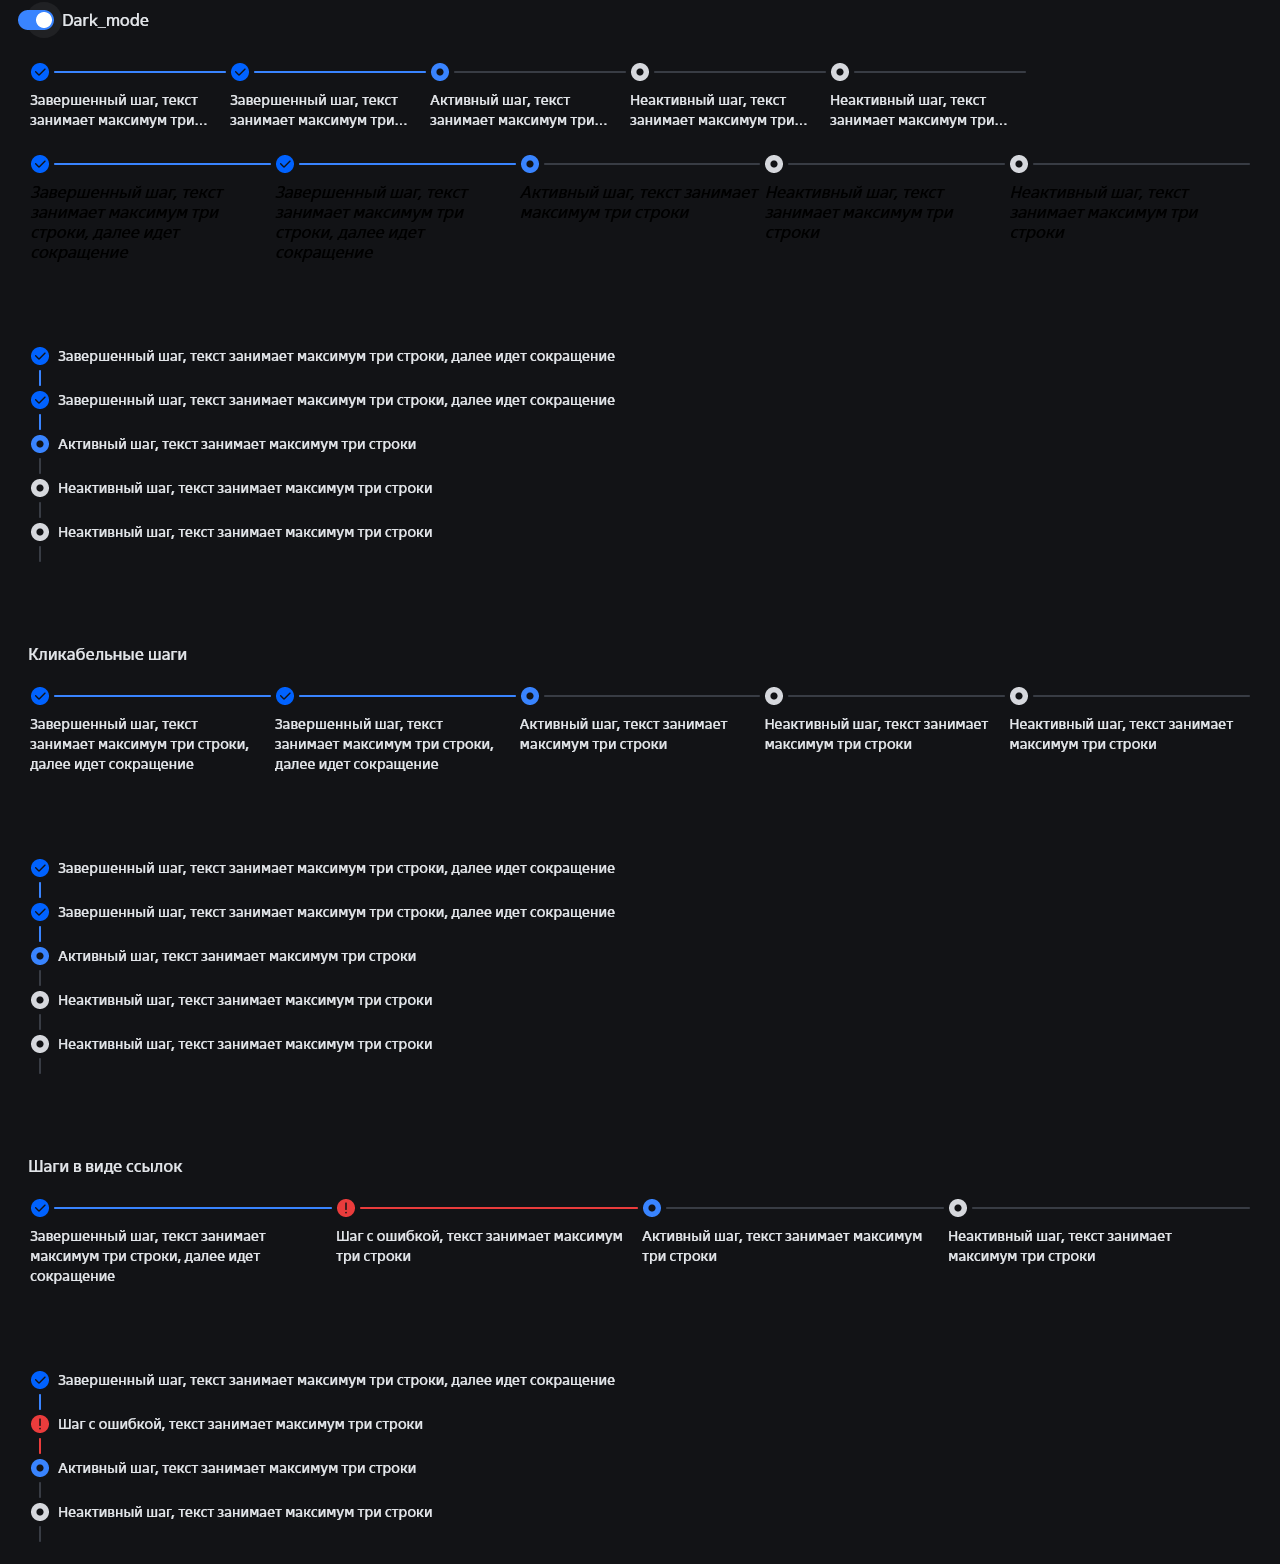 Dark_mode
Завершенный шаг, текст занимает максимум три...
Завершенный шаг, текст занимает максимум три...
Активный шаг, текст занимает максимум три...
Неактивный шаг, текст занимает максимум три...
Неактивный шаг, текст занимает максимум три...
Завершенный шаг, текст
занимает максимум три
строки, далее идет
сокращение
Завершенный шаг, текст
занимает максимум три
строки, далее идет
сокращение
Активный шаг, текст занимает
максимум три строки
Неактивный шаг, текст
занимает максимум три
строки
Неактивный шаг, текст
занимает максимум три
строки
Завершенный шаг, текст занимает максимум три строки, далее идет сокращение
Завершенный шаг, текст занимает максимум три строки, далее идет сокращение
Активный шаг, текст занимает максимум три строки
Неактивный шаг, текст занимает максимум три строки
Неактивный шаг, текст занимает максимум три строки
Кликабельные шаги
Завершенный шаг, текст
занимает максимум три строки,
далее идет сокращение
Завершенный шаг, текст
занимает максимум три строки,
далее идет сокращение
Активный шаг, текст занимает
максимум три строки
Неактивный шаг, текст занимает
максимум три строки
Неактивный шаг, текст занимает
максимум три строки
Завершенный шаг, текст занимает максимум три строки, далее идет сокращение
Завершенный шаг, текст занимает максимум три строки, далее идет сокращение
Активный шаг, текст занимает максимум три строки
Неактивный шаг, текст занимает максимум три строки
Неактивный шаг, текст занимает максимум три строки
Шаги в виде ссылок
Завершенный шаг, текст занимает
максимум три строки, далее идет
сокращение
Шаг с ошибкой, текст занимает максимум
три строки
Активный шаг, текст занимает максимум
три строки
Неактивный шаг, текст занимает
максимум три строки
Завершенный шаг, текст занимает максимум три строки, далее идет сокращение
Шаг с ошибкой, текст занимает максимум три строки
Активный шаг, текст занимает максимум три строки
Неактивный шаг, текст занимает максимум три строки